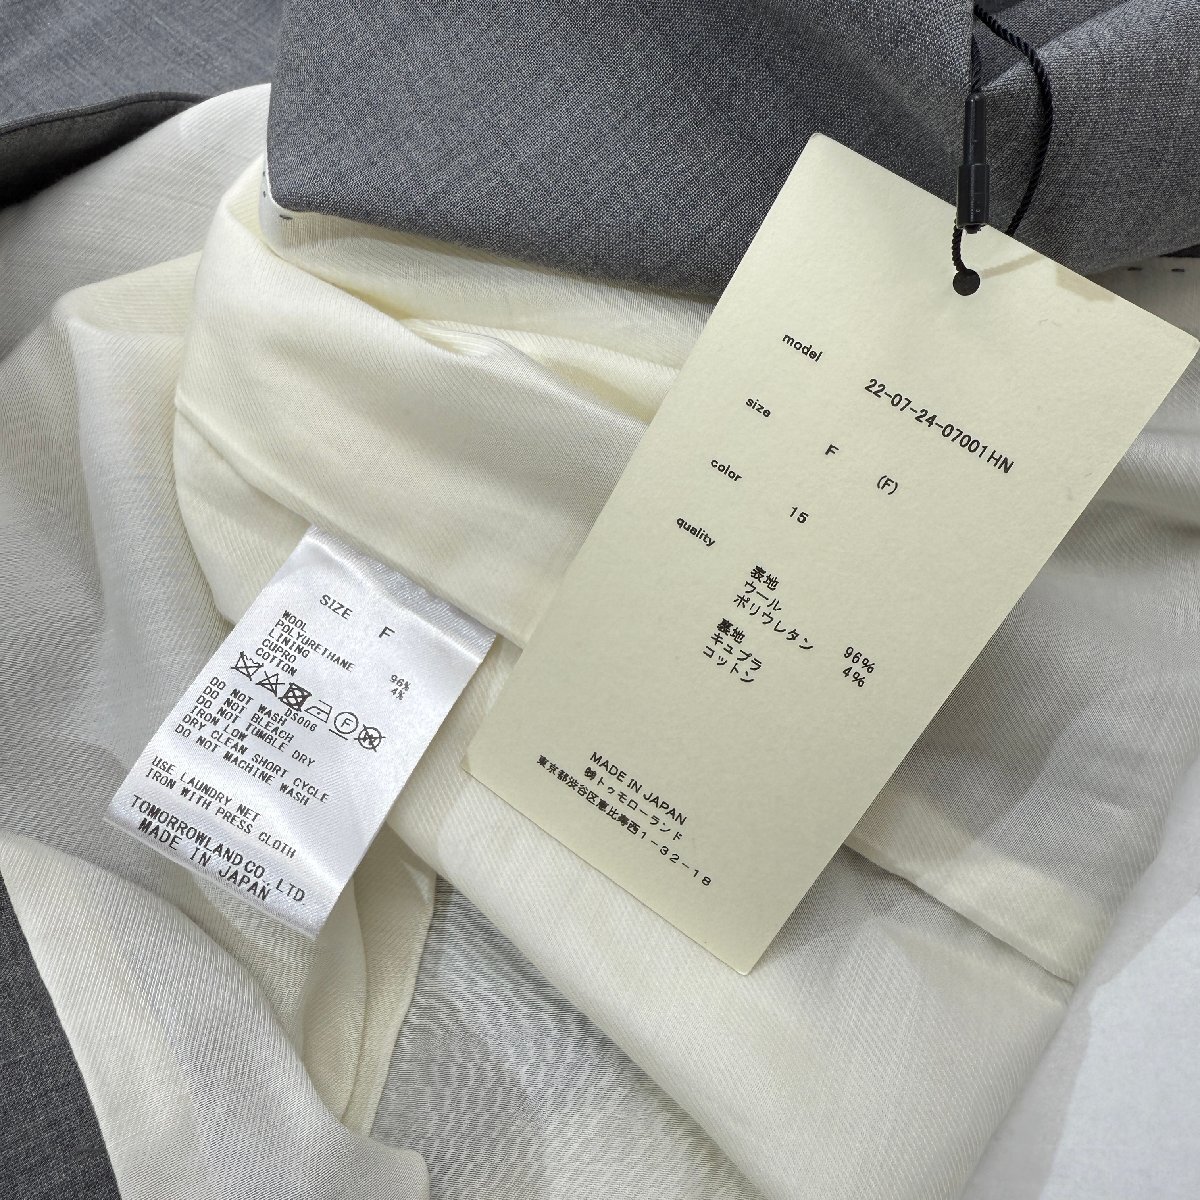 model
22-07-24-07001HN
size
F (F)
color
15
quality
表地
ウール 96%
ポリウレタン 4%
裏地
キュプラ
コットン
MADE IN JAPAN
㈱トゥモローランド
東京都渋谷区恵比寿西1-32-18
SIZE F
WOOL 96%
POLYURETHANE 4%
LINING
CUPRO
COTTON
F
DS006
DO NOT WASH
DO NOT BLEACH
DO NOT TUMBLE DRY
IRON LOW
DRY CLEAN SHORT CYCLE
DO NOT MACHINE WASH
USE LAUNDRY NET
IRON WITH PRESS CLOTH
TOMORROWLAND CO., LTD
MADE IN JAPAN